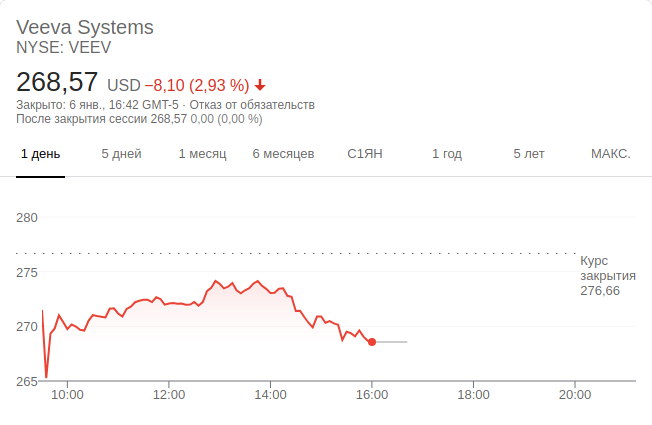 Veeva Systems
NYSE: VEEV
268,57 USD −8,10 (2,93 %)
Закрыто: 6 янв., 16:42 GMT-5 · Отказ от обязательств
После закрытия сессии 268,57 0,00 (0,00 %)
1 день 5 дней 1 месяц 6 месяцев С1ЯН 1 год 5 лет МАКС.
280
Курс
закрытия
276,66
275
270
265
10:00 12:00 14:00 16:00 18:00 20:00